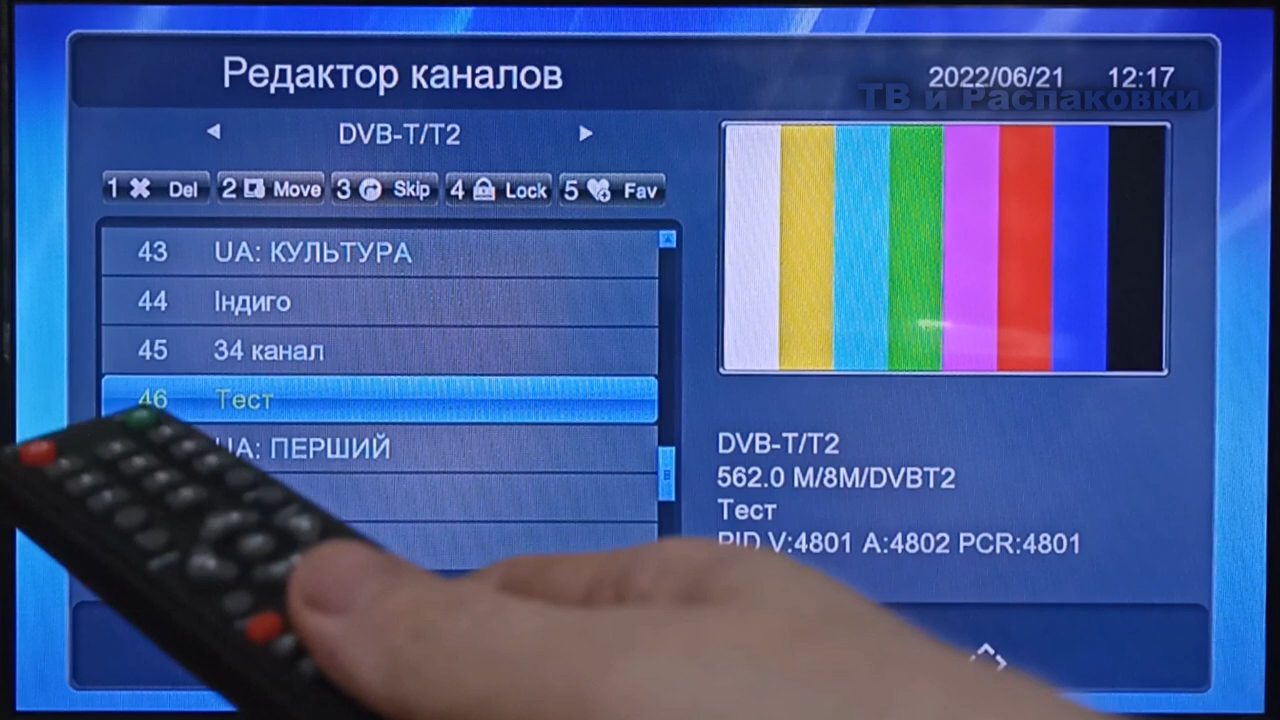 Редактор каналов
2022/06/21 12:17
ТВ и Распаковки
DVB-T/T2
1 Del 2 Move 3 Skip 4 Lock 5 Fav
43 UA: КУЛЬТУРА
44 Індиго
45 34 канал
46 Тест
UA: ПЕРШИЙ
DVB-T/T2
562.0 M/8M/DVBT2
Тест
PID V:4801 A:4802 PCR:4801